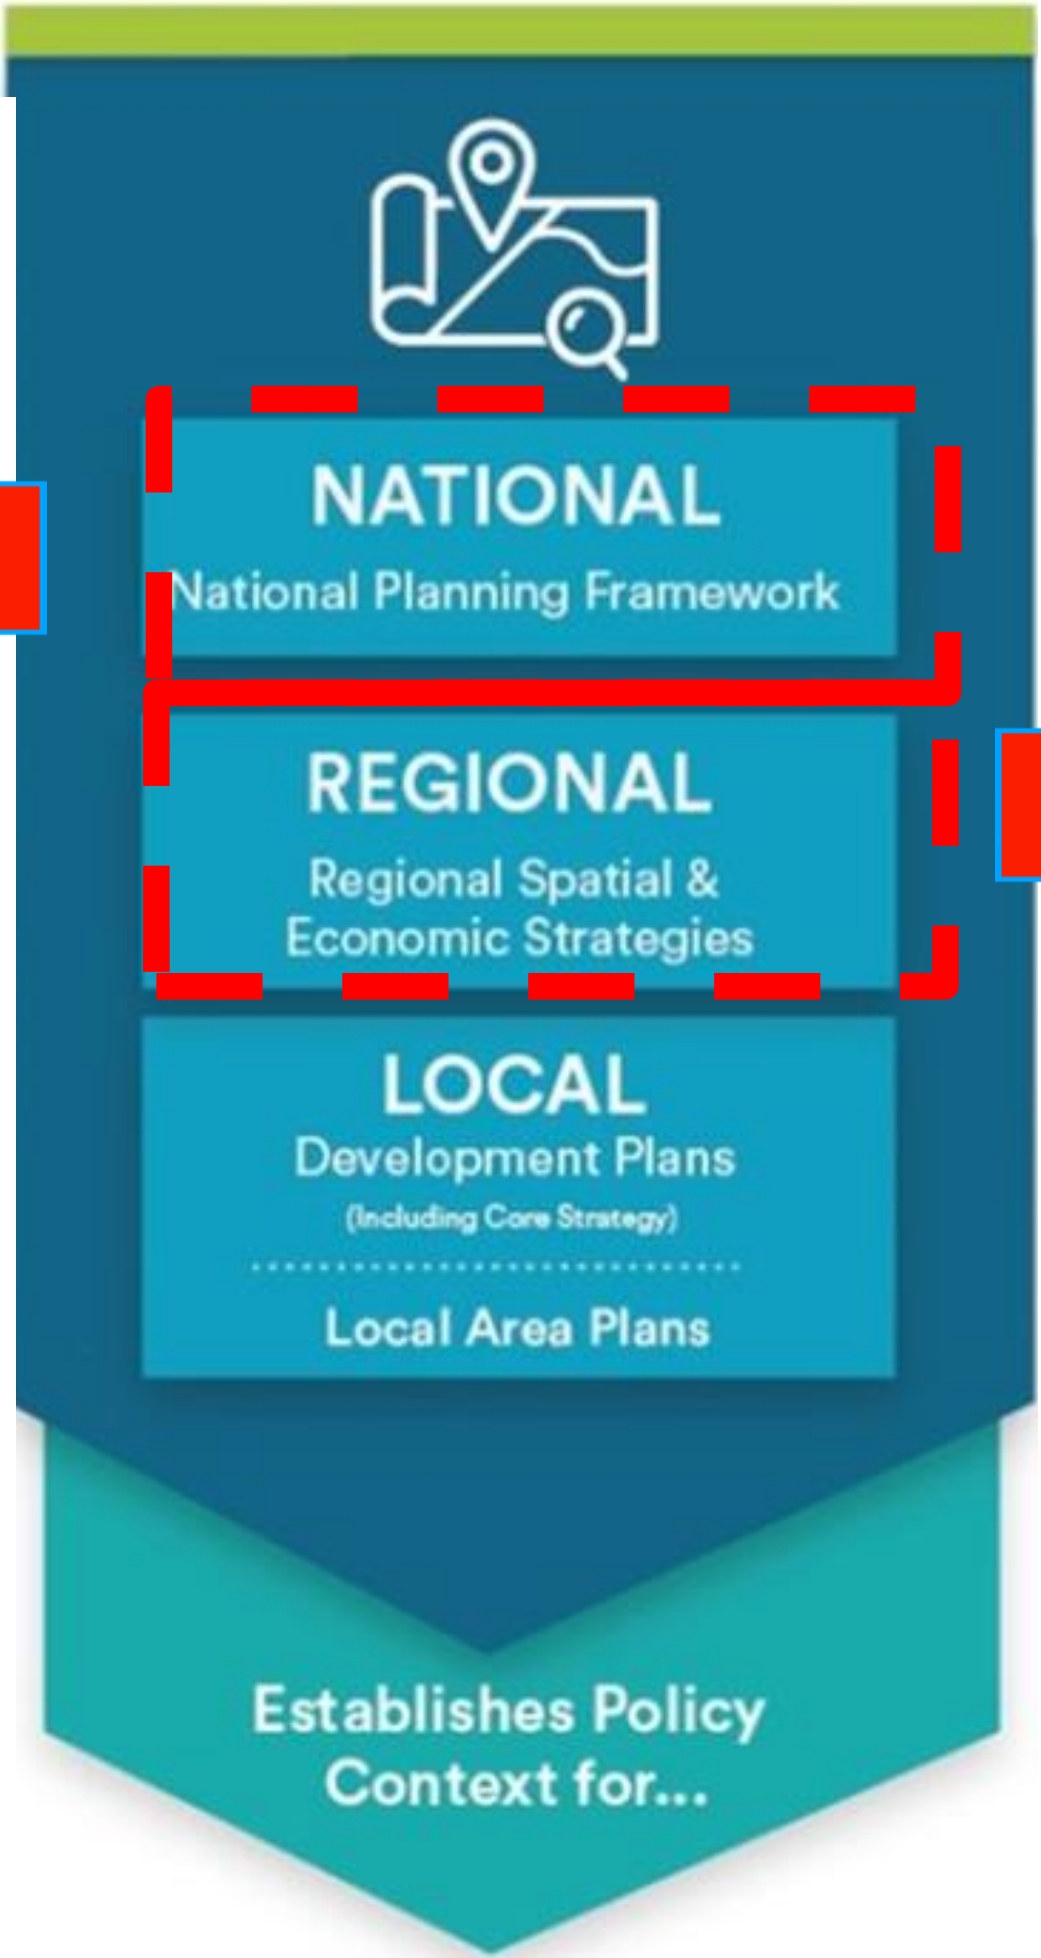 NATIONAL
National Planning Framework
REGIONAL
Regional Spatial &
Economic Strategies
LOCAL
Development Plans
(Including Core Strategy)
Local Area Plans
Establishes Policy
Context for...